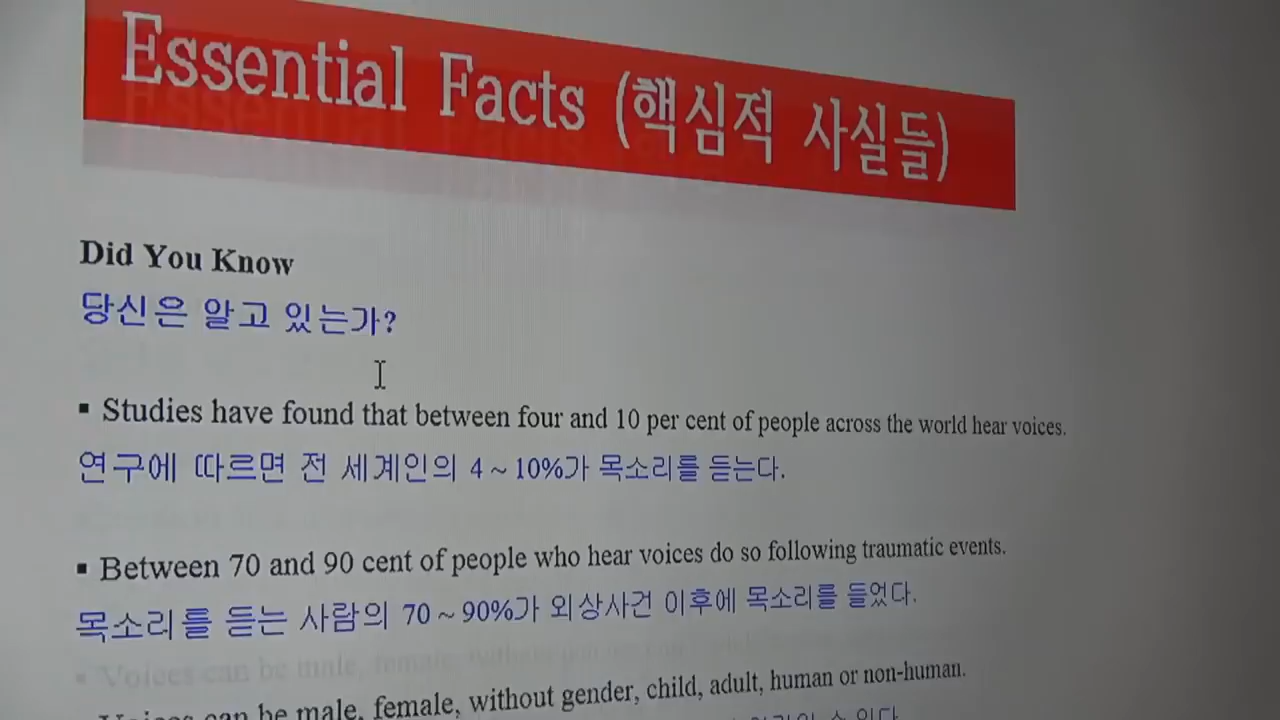 Essential Facts (핵심적 사실들)
Did You Know
당신은 알고 있는가?
▪ Studies have found that between four and 10 per cent of people across the world hear voices.
연구에 따르면 전 세계인의 4 ~ 10%가 목소리를 듣는다.
▪ Between 70 and 90 cent of people who hear voices do so following traumatic events.
목소리를 듣는 사람의 70 ~ 90%가 외상사건 이후에 목소리를 들었다.
Voices can be male, female, without gender, child, adult, human or non-human.
수 있다.